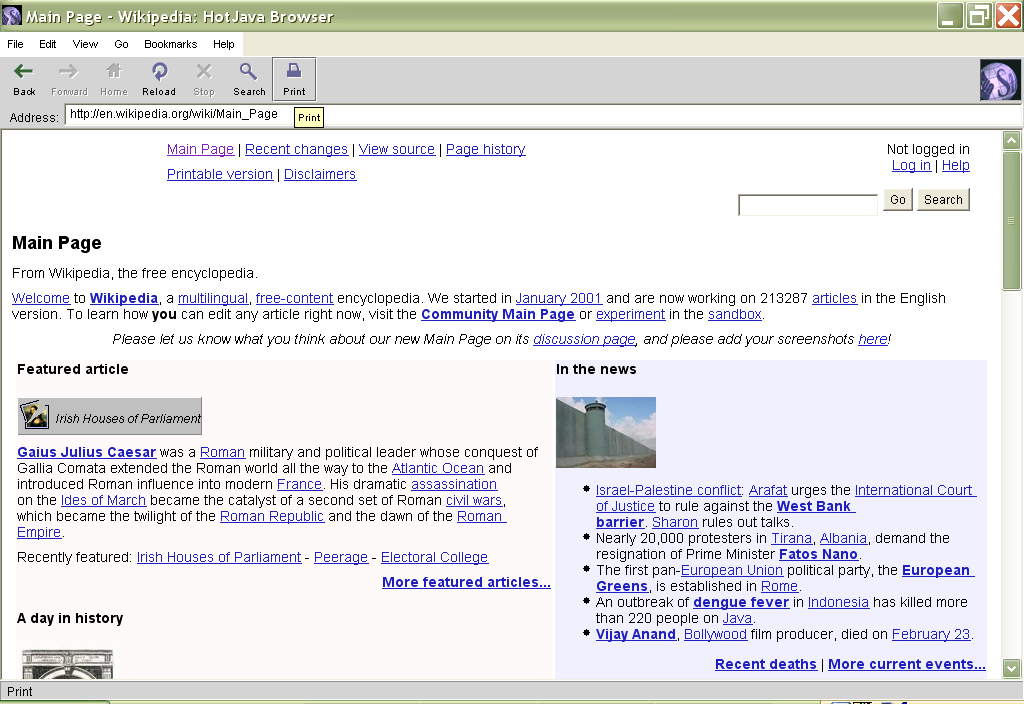 Main Page - Wikipedia: HotJava Browser
File Edit View Go Bookmarks Help
Back Forward Home Reload Stop Search Print
Address: http://en.wikipedia.org/wiki/Main_Page
Print
Main Page | Recent changes | View source | Page history
Printable version | Disclaimers
Not logged in
Log in | Help
Go Search
Main Page
From Wikipedia, the free encyclopedia.
Welcome to Wikipedia, a multilingual, free-content encyclopedia. We started in January 2001 and are now working on 213287 articles in the English
version. To learn how you can edit any article right now, visit the Community Main Page or experiment in the sandbox.
Please let us know what you think about our new Main Page on its discussion page, and please add your screenshots here!
Featured article
Irish Houses of Parliament
Gaius Julius Caesar was a Roman military and political leader whose conquest of
Gallia Comata extended the Roman world all the way to the Atlantic Ocean and
introduced Roman influence into modern France. His dramatic assassination
on the Ides of March became the catalyst of a second set of Roman civil wars,
which became the twilight of the Roman Republic and the dawn of the Roman
Empire.
Recently featured: Irish Houses of Parliament - Peerage - Electoral College
More featured articles...
A day in history
In the news
Israel-Palestine conflict: Arafat urges the International Court
of Justice to rule against the West Bank
barrier. Sharon rules out talks.
Nearly 20,000 protesters in Tirana, Albania, demand the
resignation of Prime Minister Fatos Nano.
The first pan-European Union political party, the European
Greens, is established in Rome.
An outbreak of dengue fever in Indonesia has killed more
than 220 people on Java.
Vijay Anand, Bollywood film producer, died on February 23.
Recent deaths | More current events...
Print